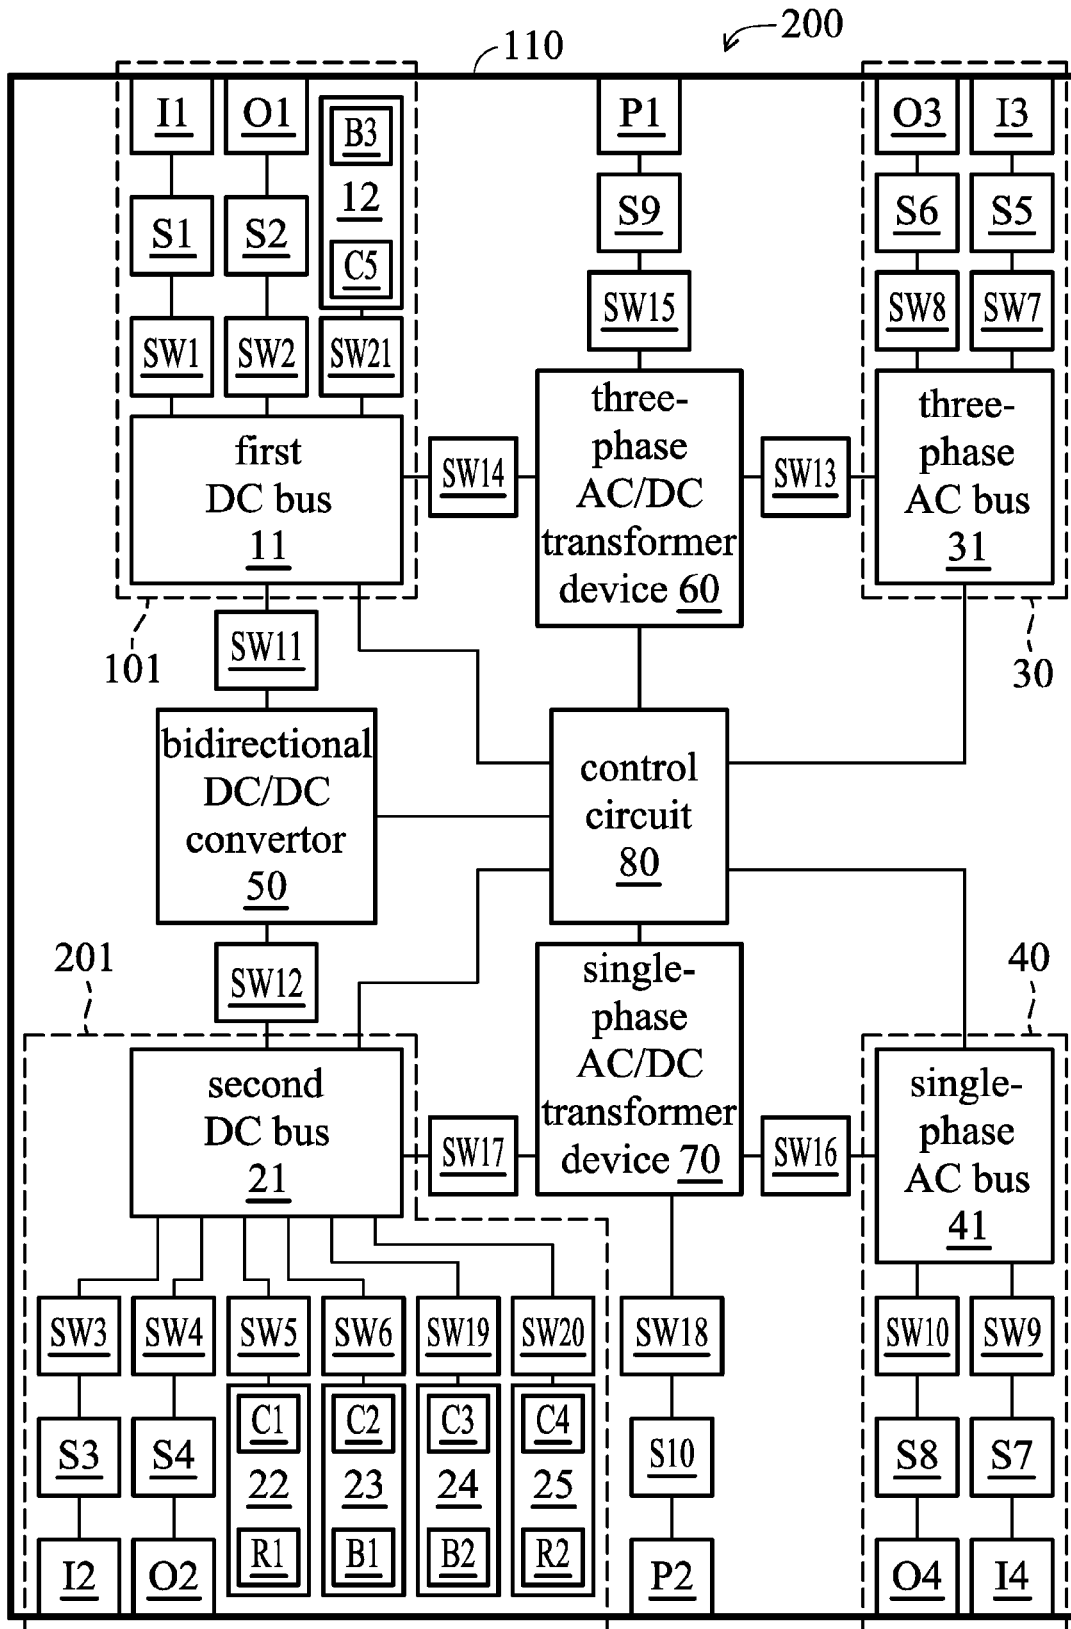 200
110
I1 O1 B3 P1 O3 I3
12
S1 S2 S9 S6 S5
C5
SW1 SW2 SW21 SW15 SW8 SW7
first
DC bus
11
SW14
three-
phase
AC/DC
transformer
device 60
SW13
three-
phase
AC bus
31
101
SW11
30
bidirectional
DC/DC
convertor
50
control
circuit
80
201
SW12
40
second
DC bus
21
SW17
single-
phase
AC/DC
transformer
device 70
SW16
single-
phase
AC bus
41
SW3 SW4 SW5 SW6 SW19 SW20 SW18 SW10 SW9
C1 C2 C3 C4
S3 S4 22 23 24 25 S10 S8 S7
R1 B1 B2 R2
I2 O2 P2 O4 I4